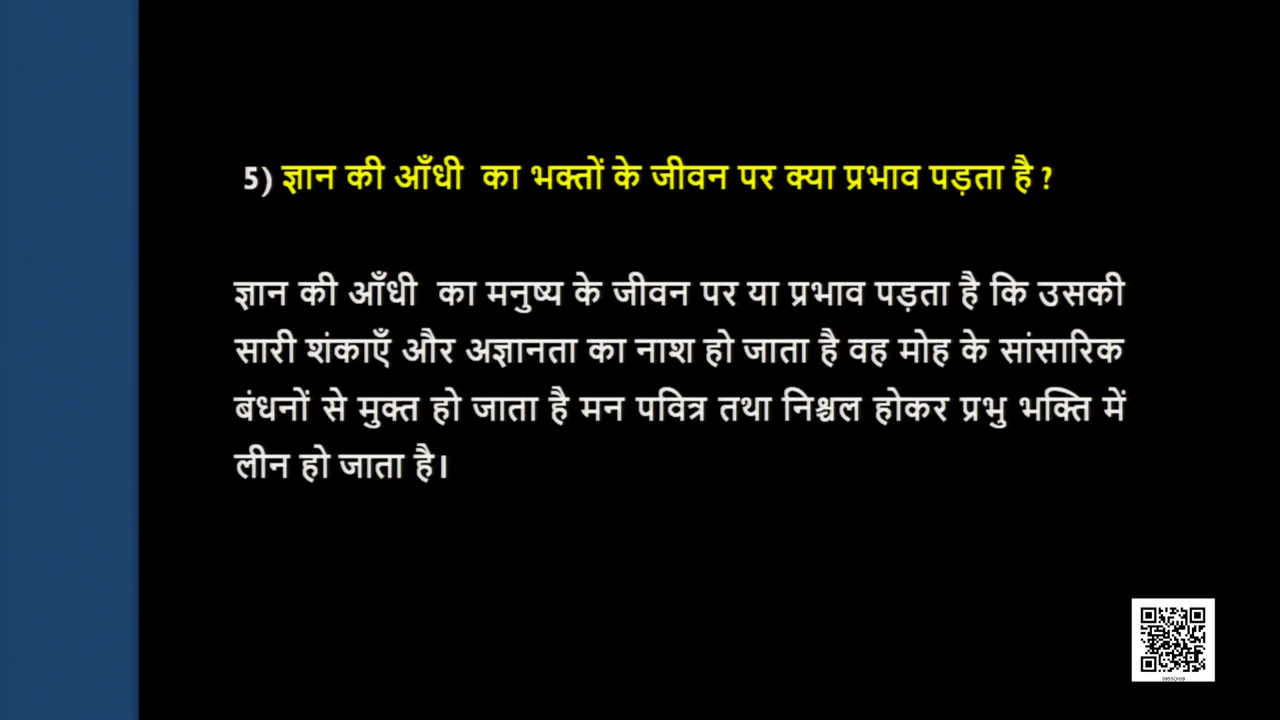 5) ज्ञान की आँधी का भक्तों के जीवन पर क्या प्रभाव पड़ता है ?
ज्ञान की आँधी का मनुष्य के जीवन पर या प्रभाव पड़ता है कि उसकी
सारी शंकाएँ और अज्ञानता का नाश हो जाता है वह मोह के सांसारिक
बंधनों से मुक्त हो जाता है मन पवित्र तथा निश्चल होकर प्रभु भक्ति में
लीन हो जाता है।